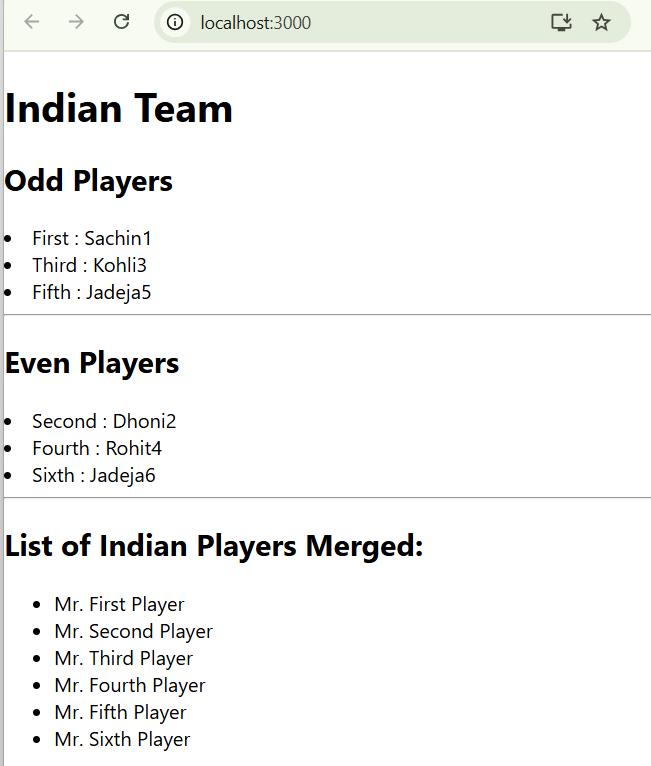 localhost:3000
Indian Team
Odd Players
First : Sachin1
Third : Kohli3
Fifth : Jadeja5
Even Players
Second : Dhoni2
Fourth : Rohit4
Sixth : Jadeja6
List of Indian Players Merged:
Mr. First Player
Mr. Second Player
Mr. Third Player
Mr. Fourth Player
Mr. Fifth Player
Mr. Sixth Player